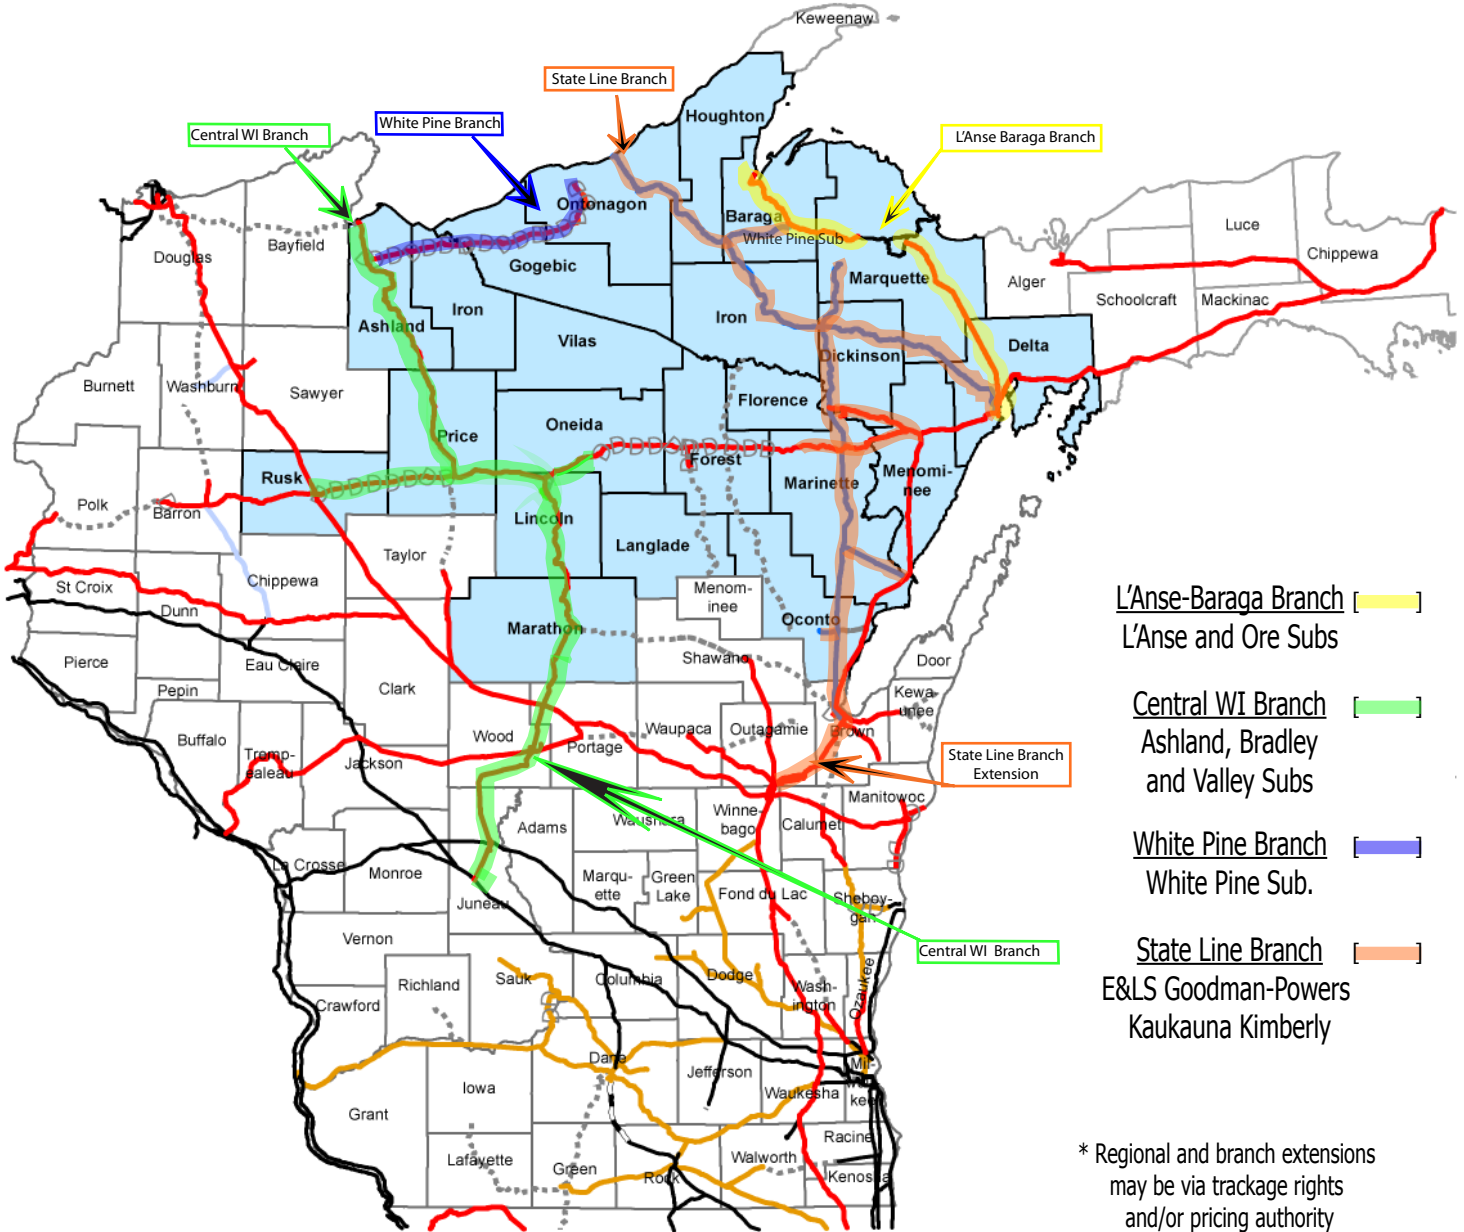 Keweenaw
State Line Branch
Houghton
White Pine Branch
Central WI Branch
L'Anse Baraga Branch
Ontonagon
Baraga
White Pine Sub
Luce
Chippewa
Bayfield
Douglas
Gogebic
Marquette
Alger
Schoolcraft
Mackinac
Iron
Iron
Ashland
Vilas
Dickinson
Delta
Burnett
Washburn
Sawyer
Florence
Price
Oneida
Forest
Rusk
Marinette
Menomi-
nee
Polk
Barron
Lincoln
Langlade
Taylor
St Croix
Chippewa
Dunn
Menom-
inee
Oconto
Marathon
Pierce
Eau Claire
Shawano
Door
Pepin
Clark
Kewa-
unee
Buffalo
Wood
Portage
Waupaca
Outagamie
Brown
Tremp-
ealeau
Jackson
State Line Branch
Extension
Adams
Waushara
Winne-
bago
Calumet
Manitowoc
La Crosse
Monroe
Marqu-
ette
Green
Lake
Fond du Lac
Sheboy-
gan
Juneau
Vernon
Central WI Branch
Richland
Sauk
Columbia
Dodge
Wash-
ington
Ozaukee
Crawford
Dane
Jefferson
Waukesha
Mil-
wau-
kee
Iowa
Grant
Lafayette
Green
Rock
Walworth
Racine
Kenosha
L'Anse-Baraga Branch [ ]
L'Anse and Ore Subs
Central WI Branch [ ]
Ashland, Bradley
and Valley Subs
White Pine Branch [ ]
White Pine Sub.
State Line Branch [ ]
E&LS Goodman-Powers
Kaukauna Kimberly
* Regional and branch extensions
may be via trackage rights
and/or pricing authority